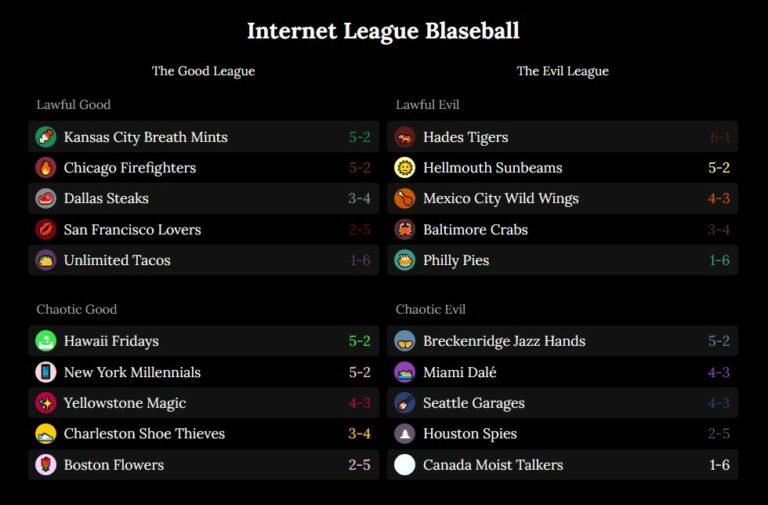 Internet League Blaseball
The Good League
Lawful Good
Kansas City Breath Mints 5-2
Chicago Firefighters 5-2
Dallas Steaks 3-4
San Francisco Lovers 2-5
Unlimited Tacos 1-6
Chaotic Good
Hawaii Fridays 5-2
New York Millennials 5-2
Yellowstone Magic 4-3
Charleston Shoe Thieves 3-4
Boston Flowers 2-5
The Evil League
Lawful Evil
Hades Tigers 6-1
Hellmouth Sunbeams 5-2
Mexico City Wild Wings 4-3
Baltimore Crabs 3-4
Philly Pies 1-6
Chaotic Evil
Breckenridge Jazz Hands 5-2
Miami Dalé 4-3
Seattle Garages 4-3
Houston Spies 2-5
Canada Moist Talkers 1-6